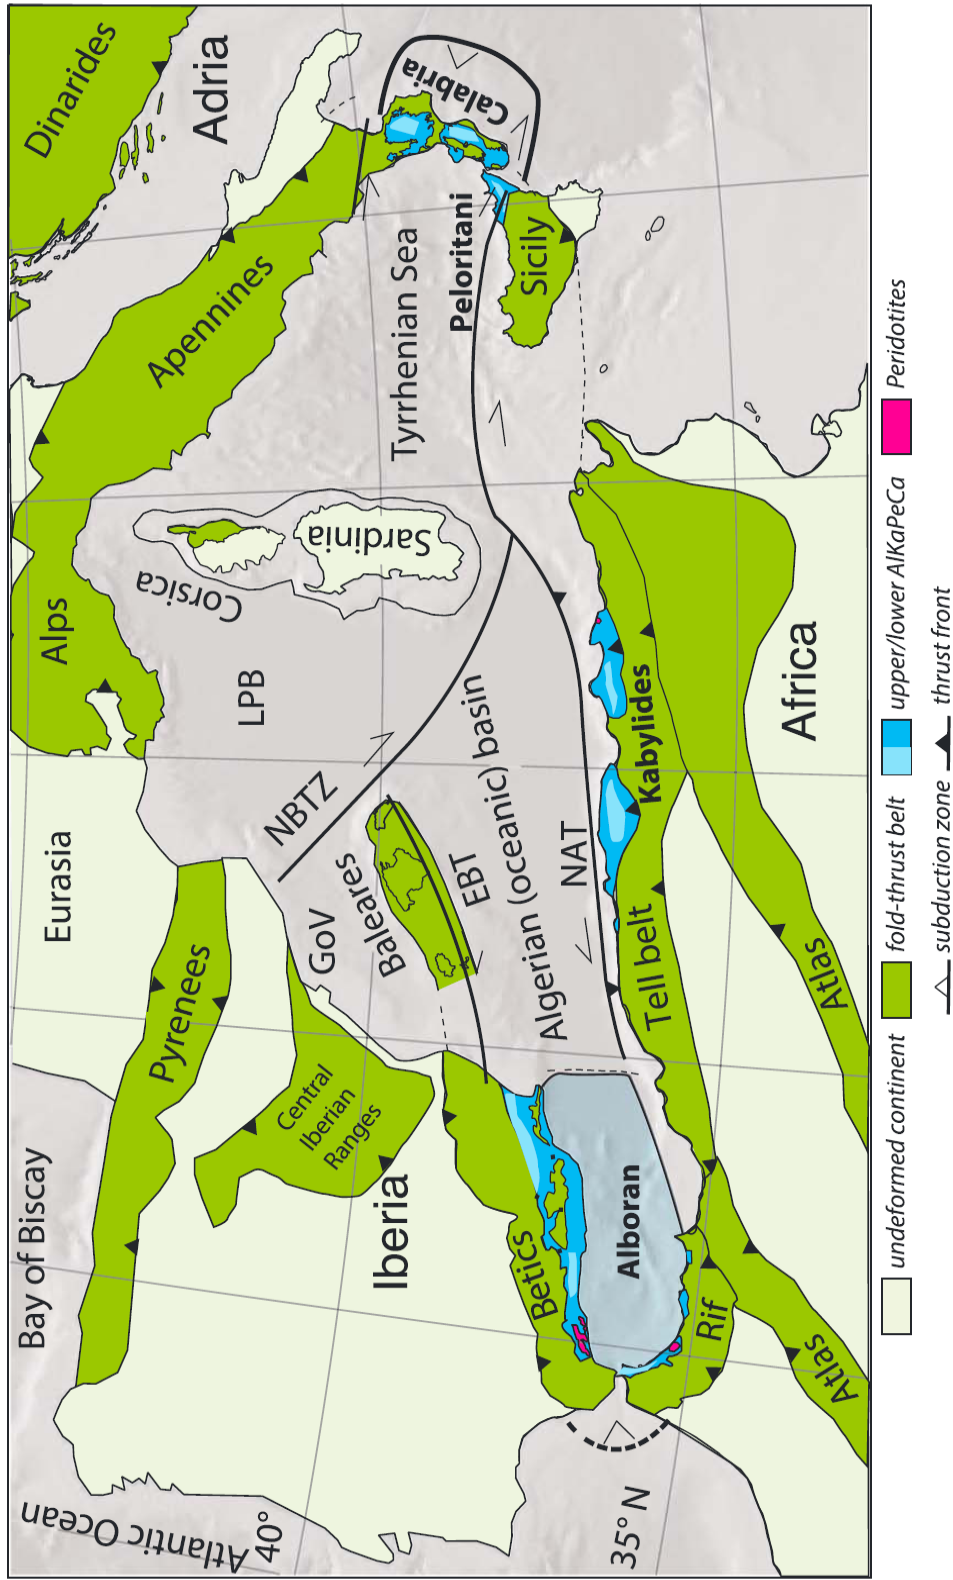 Bay of Biscay
Atlantic Ocean
40°
35° N
Pyrenees
Central
Iberian
Ranges
Iberia
Betics
Alboran
Rif
Atlas
Eurasia
GoV
Baleares
NBTZ
EBT
Algerian (oceanic) basin
NAT
Tell belt
Atlas
Kabylides
Africa
LPB
Alps
Corsica
Sardinia
Tyrrhenian Sea
Apennines
Peloritani
Sicily
Calabria
Adria
Dinarides
undeformed continent
fold-thrust belt
upper/lower AlKaPeCa
Peridotites
subduction zone
thrust front